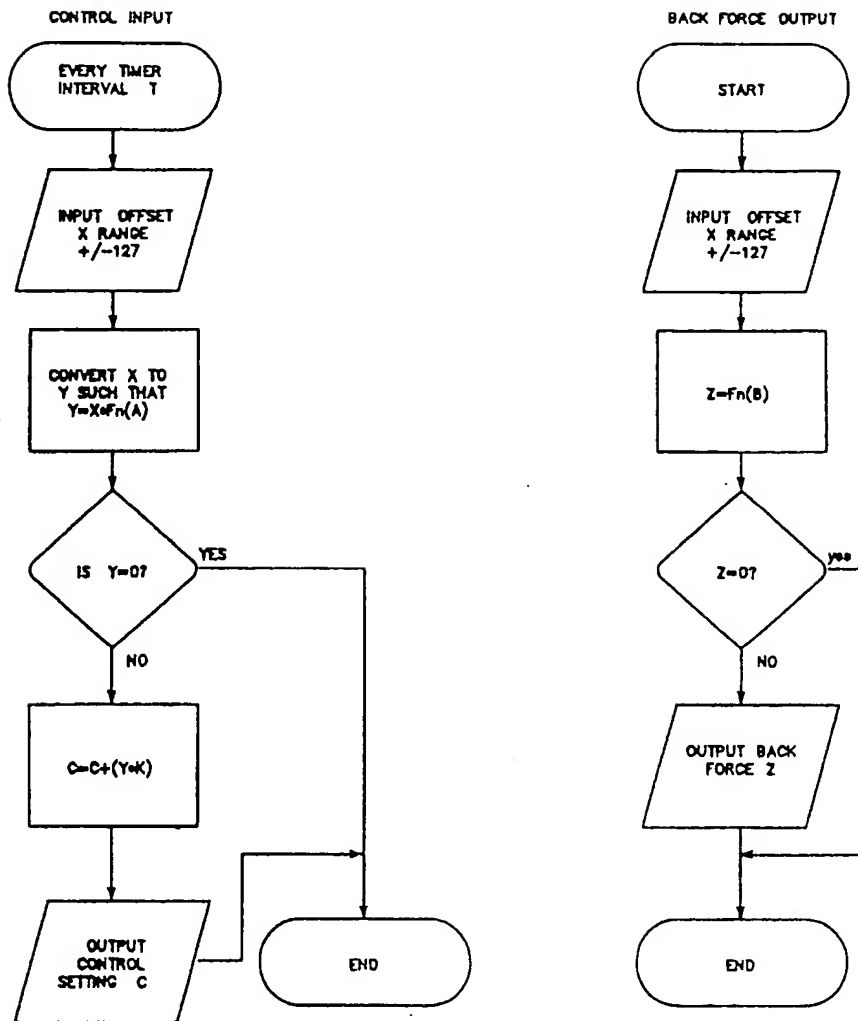 CONTROL INPUT
EVERY TIMER
INTERVAL T
INPUT OFFSET
X RANGE
+/-127
CONVERT X TO
Y SUCH THAT
Y=X*Fn(A)
IS Y=0?
YES
NO
C=C+(Y*K)
OUTPUT
CONTROL
SETTING C
END
BACK FORCE OUTPUT
START
INPUT OFFSET
X RANGE
+/-127
Z=Fn(B)
Z=0?
yes
NO
OUTPUT BACK
FORCE Z
END